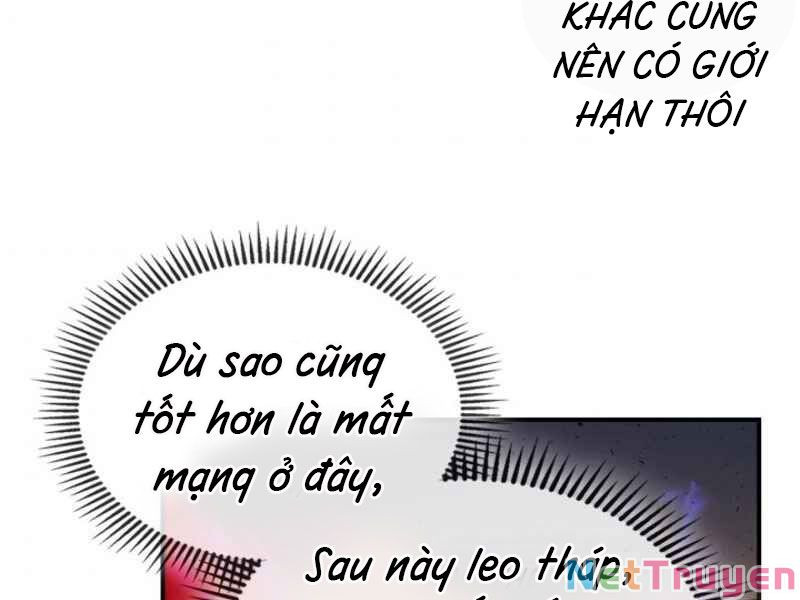 KHÁC CŨNG
NÊN CÓ GIỚI
HẠN THÔI
Dù sao cũng
tốt hơn là mất
mạng ở đây,
Sau này leo tháp,
NetTruyen